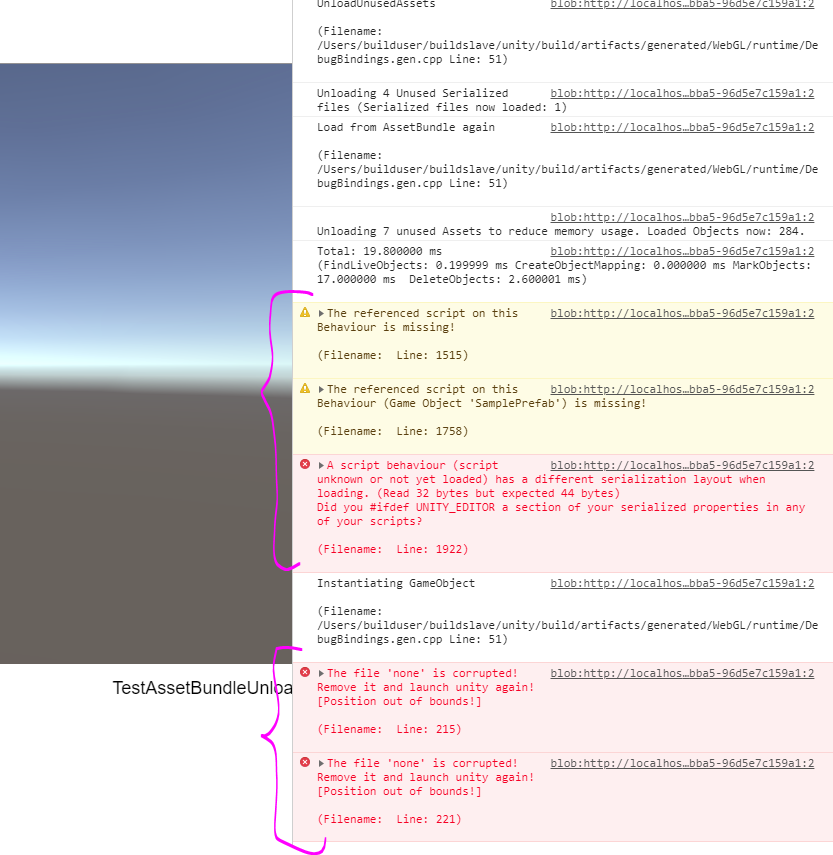 UnloadUnusedAssets blob:http://localhos…bba5-96d5e7c159a1:2
(Filename:
/Users/builduser/buildslave/unity/build/artifacts/generated/WebGL/runtime/De
bugBindings.gen.cpp Line: 51)
Unloading 4 Unused Serialized blob:http://localhos…bba5-96d5e7c159a1:2
files (Serialized files now loaded: 1)
Load from AssetBundle again blob:http://localhos…bba5-96d5e7c159a1:2
(Filename:
/Users/builduser/buildslave/unity/build/artifacts/generated/WebGL/runtime/De
bugBindings.gen.cpp Line: 51)
blob:http://localhos…bba5-96d5e7c159a1:2
Unloading 7 unused Assets to reduce memory usage. Loaded Objects now: 284.
Total: 19.800000 ms blob:http://localhos…bba5-96d5e7c159a1:2
(FindLiveObjects: 0.199999 ms CreateObjectMapping: 0.000000 ms MarkObjects:
17.000000 ms  DeleteObjects: 2.600001 ms)
The referenced script on this blob:http://localhos…bba5-96d5e7c159a1:2
Behaviour is missing!
(Filename:  Line: 1515)
The referenced script on this blob:http://localhos…bba5-96d5e7c159a1:2
Behaviour (Game Object 'SamplePrefab') is missing!
(Filename:  Line: 1758)
A script behaviour (script blob:http://localhos…bba5-96d5e7c159a1:2
unknown or not yet loaded) has a different serialization layout when
loading. (Read 32 bytes but expected 44 bytes)
Did you #ifdef UNITY_EDITOR a section of your serialized properties in any
of your scripts?
(Filename:  Line: 1922)
Instantiating GameObject blob:http://localhos…bba5-96d5e7c159a1:2
(Filename:
/Users/builduser/buildslave/unity/build/artifacts/generated/WebGL/runtime/De
bugBindings.gen.cpp Line: 51)
The file 'none' is corrupted! blob:http://localhos…bba5-96d5e7c159a1:2
Remove it and launch unity again!
TestAssetBundleUnloa
[Position out of bounds!]
(Filename:  Line: 215)
The file 'none' is corrupted! blob:http://localhos…bba5-96d5e7c159a1:2
Remove it and launch unity again!
[Position out of bounds!]
(Filename:  Line: 221)